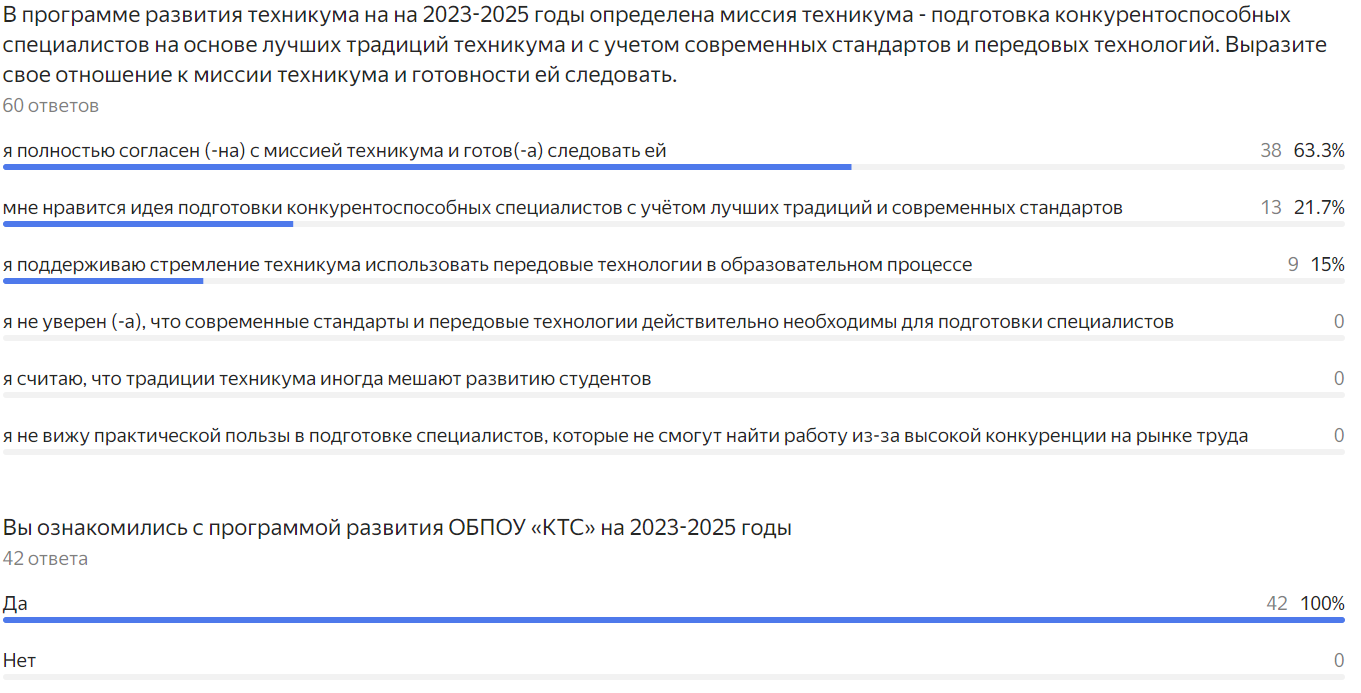 В программе развития техникума на на 2023-2025 годы определена миссия техникума - подготовка конкурентоспособных
специалистов на основе лучших традиций техникума и с учетом современных стандартов и передовых технологий. Выразите
свое отношение к миссии техникума и готовности ей следовать.
60 ответов
я полностью согласен (-на) с миссией техникума и готов(-а) следовать ей 38 63.3%
мне нравится идея подготовки конкурентоспособных специалистов с учётом лучших традиций и современных стандартов 13 21.7%
я поддерживаю стремление техникума использовать передовые технологии в образовательном процессе 9 15%
я не уверен (-а), что современные стандарты и передовые технологии действительно необходимы для подготовки специалистов 0
я считаю, что традиции техникума иногда мешают развитию студентов 0
я не вижу практической пользы в подготовке специалистов, которые не смогут найти работу из-за высокой конкуренции на рынке труда 0
Вы ознакомились с программой развития ОБПОУ «КТС» на 2023-2025 годы
42 ответа
Да 42 100%
Нет 0